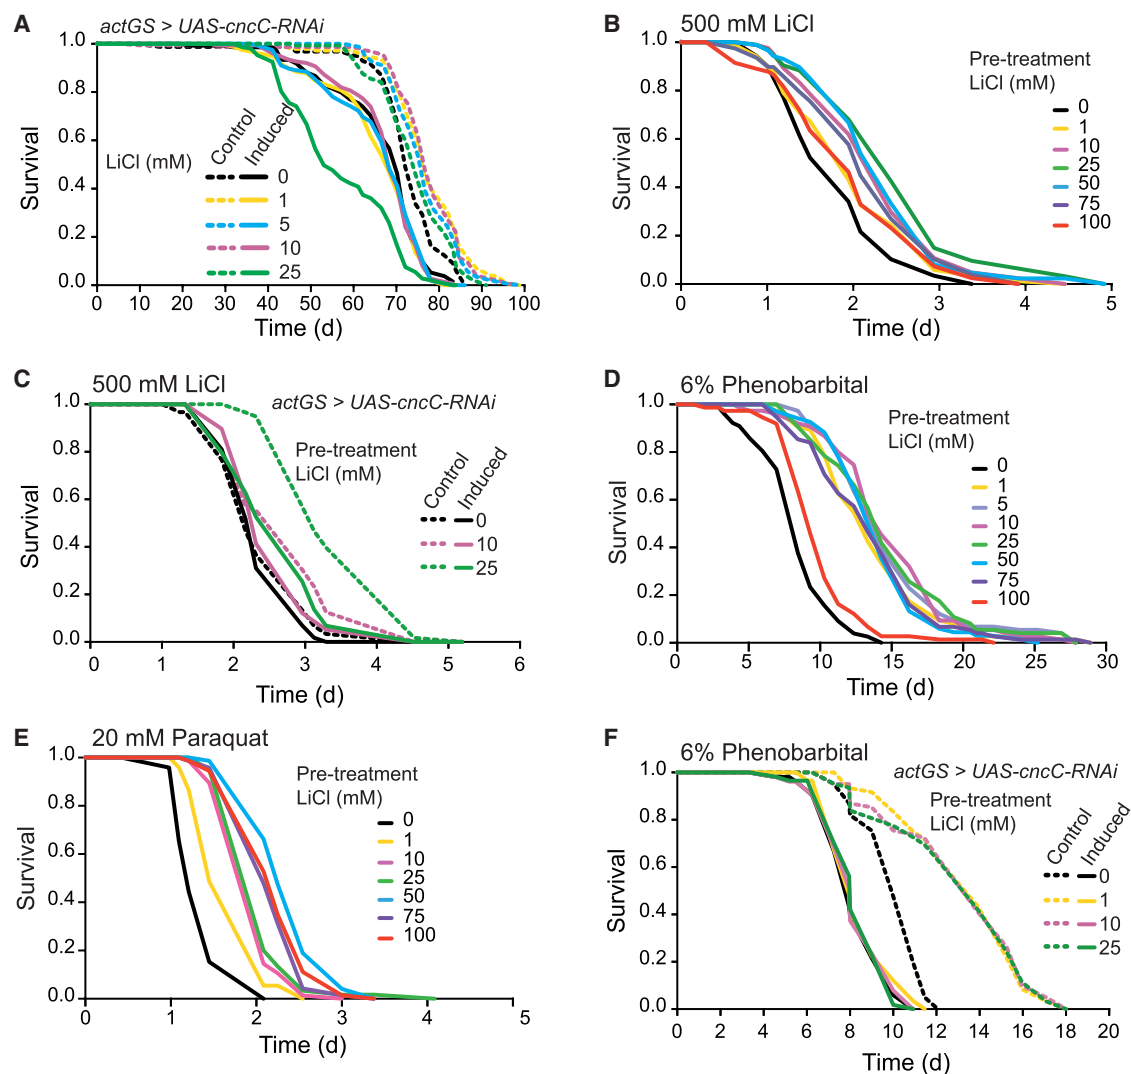 A
actGS > UAS-cncC-RNAi
Survival
1.0
0.8
0.6
0.4
0.2
0.0
LiCl (mM)
Control
Induced
0
1
5
10
25
0 10 20 30 40 50 60 70 80 90 100
Time (d)
B
500 mM LiCl
Survival
1.0
0.8
0.6
0.4
0.2
0.0
Pre-treatment
LiCl (mM)
0
1
10
25
50
75
100
0 1 2 3 4 5
Time (d)
C
500 mM LiCl
actGS > UAS-cncC-RNAi
Survival
1.0
0.8
0.6
0.4
0.2
0.0
Pre-treatment
LiCl (mM)
Control
Induced
0
10
25
0 1 2 3 4 5 6
Time (d)
D
6% Phenobarbital
Survival
1.0
0.8
0.6
0.4
0.2
0.0
Pre-treatment
LiCl (mM)
0
1
5
10
25
50
75
100
0 5 10 15 20 25 30
Time (d)
E
20 mM Paraquat
Survival
1.0
0.8
0.6
0.4
0.2
0.0
Pre-treatment
LiCl (mM)
0
1
10
25
50
75
100
0 1 2 3 4 5
Time (d)
F
6% Phenobarbital
actGS > UAS-cncC-RNAi
Survival
1.0
0.8
0.6
0.4
0.2
0.0
Pre-treatment
LiCl (mM)
Control
Induced
0
1
10
25
0 2 4 6 8 10 12 14 16 18 20
Time (d)